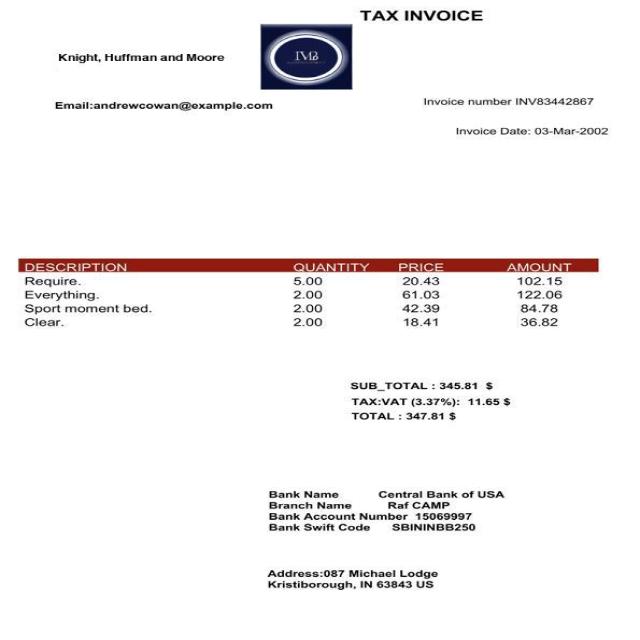 TAX INVOICE
Knight, Huffman and Moore
Email:andrewcowan@example.com
Invoice number INV83442867
Invoice Date: 03-Mar-2002
DESCRIPTION QUANTITY PRICE AMOUNT
Require. 5.00 20.43 102.15
Everything. 2.00 61.03 122.06
Sport moment bed. 2.00 42.39 84.78
Clear. 2.00 18.41 36.82
SUB_TOTAL : 345.81 $
TAX:VAT (3.37%): 11.65 $
TOTAL : 347.81 $
Bank Name Central Bank of USA
Branch Name Raf CAMP
Bank Account Number 15069997
Bank Swift Code SBININBB250
Address:087 Michael Lodge
Kristiborough, IN 63843 US